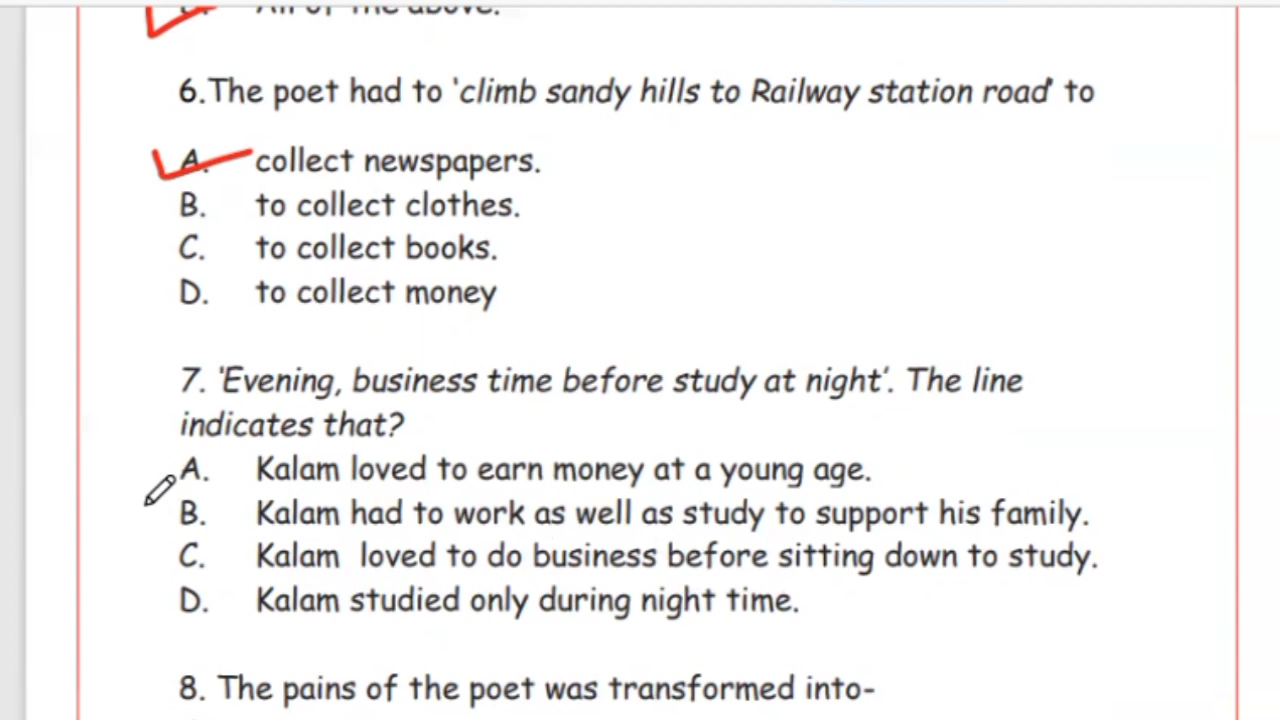 All of the above.
6.The poet had to 'climb sandy hills to Railway station road' to
A. collect newspapers.
B. to collect clothes.
C. to collect books.
D. to collect money
7. 'Evening, business time before study at night'. The line
indicates that?
A. Kalam loved to earn money at a young age.
B. Kalam had to work as well as study to support his family.
C. Kalam loved to do business before sitting down to study.
D. Kalam studied only during night time.
8. The pains of the poet was transformed into-